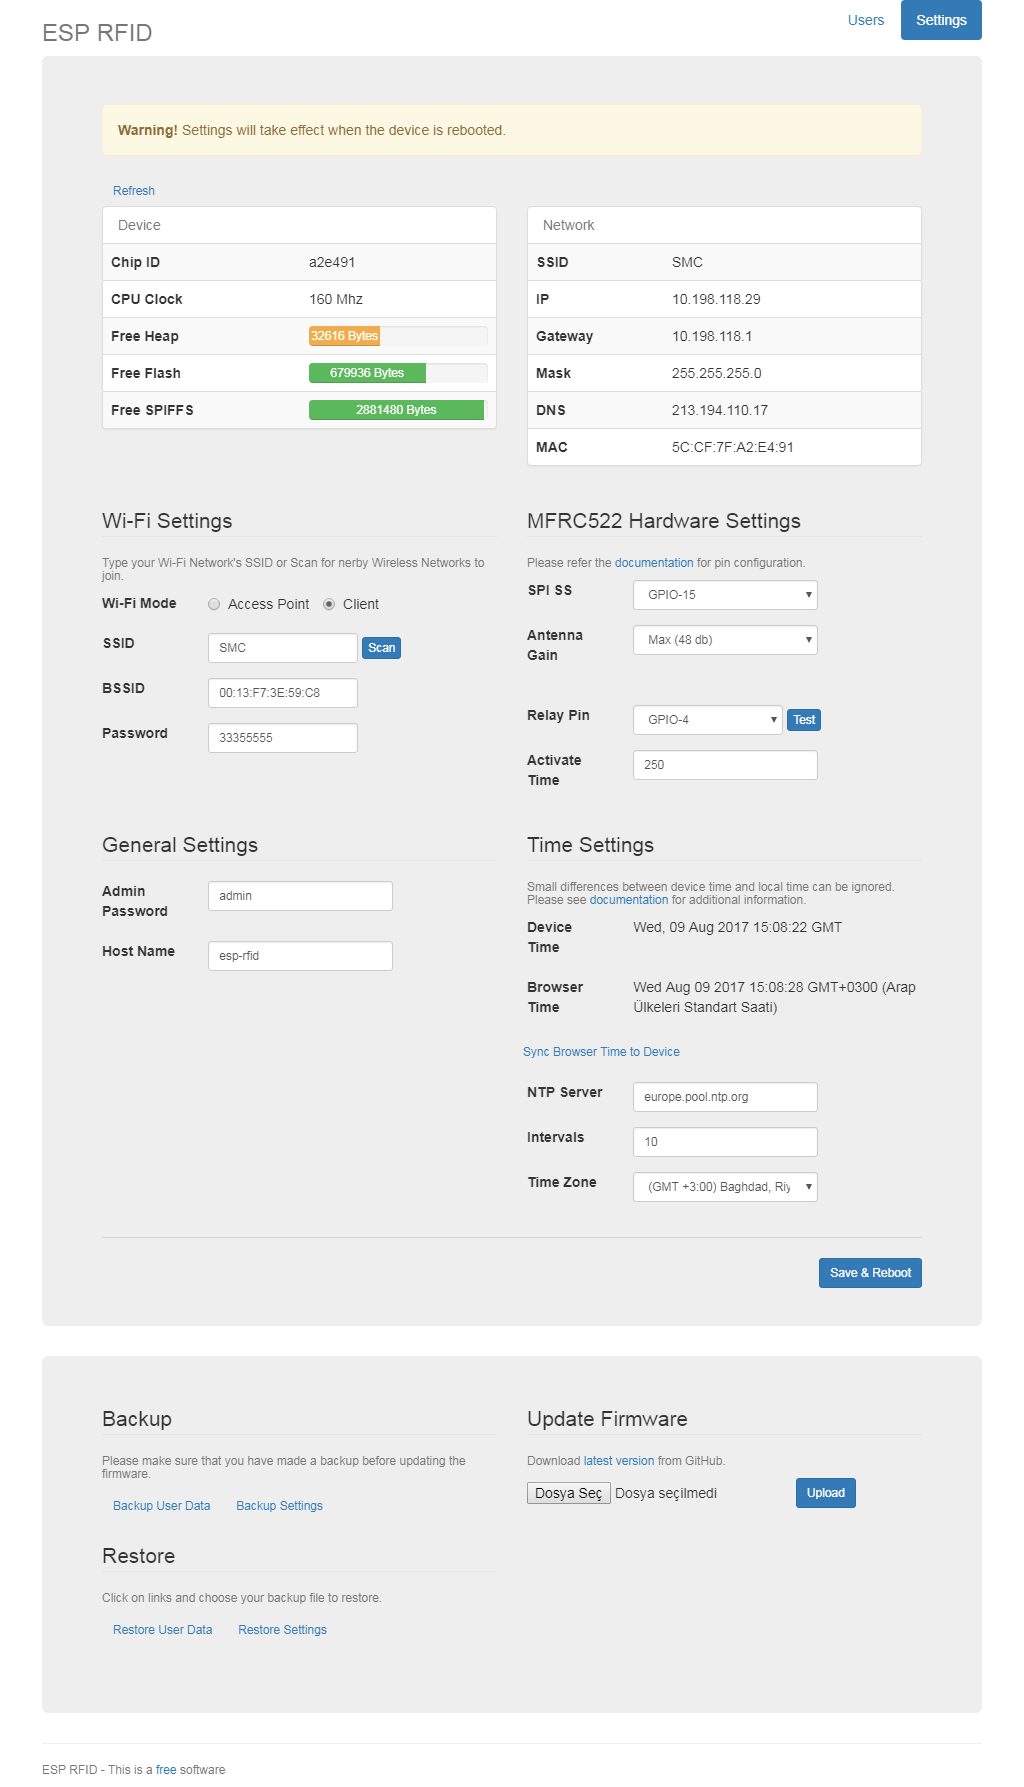 ESP RFID
Users
Settings
Warning! Settings will take effect when the device is rebooted.
Refresh
Device
Chip ID a2e491
CPU Clock 160 Mhz
Free Heap 32616 Bytes
Free Flash 679936 Bytes
Free SPIFFS 2881480 Bytes
Network
SSID SMC
IP 10.198.118.29
Gateway 10.198.118.1
Mask 255.255.255.0
DNS 213.194.110.17
MAC 5C:CF:7F:A2:E4:91
Wi-Fi Settings
Type your Wi-Fi Network's SSID or Scan for nerby Wireless Networks to
join.
Wi-Fi Mode Access Point Client
SSID SMC Scan
BSSID 00:13:F7:3E:59:C8
Password 33355555
MFRC522 Hardware Settings
Please refer the documentation for pin configuration.
SPI SS GPIO-15
Antenna
Gain
Max (48 db)
Relay Pin GPIO-4 Test
Activate
Time
250
General Settings
Admin
Password
admin
Host Name esp-rfid
Time Settings
Small differences between device time and local time can be ignored.
Please see documentation for additional information.
Device
Time
Wed, 09 Aug 2017 15:08:22 GMT
Browser
Time
Wed Aug 09 2017 15:08:28 GMT+0300 (Arap
Ülkeleri Standart Saati)
Sync Browser Time to Device
NTP Server europe.pool.ntp.org
Intervals 10
Time Zone (GMT +3:00) Baghdad, Riy
Save & Reboot
Backup
Please make sure that you have made a backup before updating the
firmware.
Backup User Data Backup Settings
Restore
Click on links and choose your backup file to restore.
Restore User Data Restore Settings
Update Firmware
Download latest version from GitHub.
Dosya Seç Dosya seçilmedi Upload
ESP RFID - This is a free software